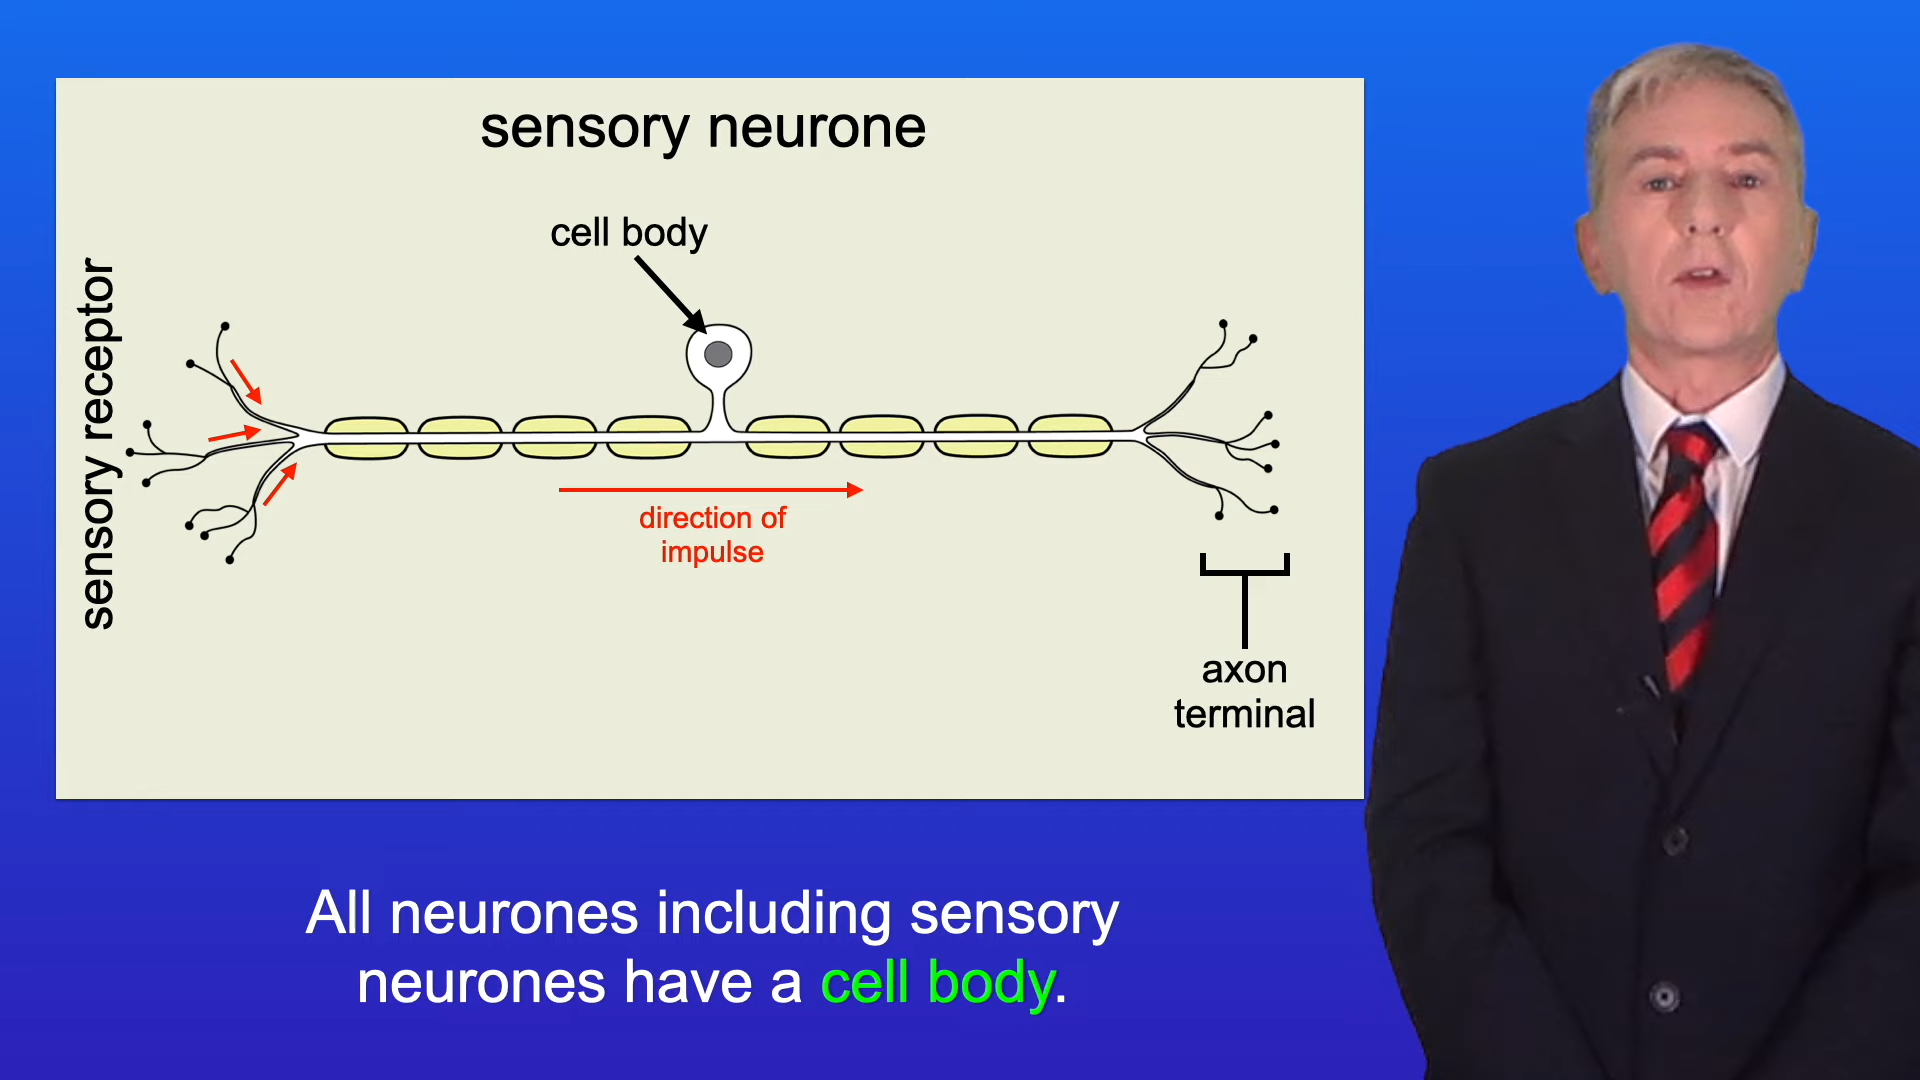 sensory neurone
cell body
sensory receptor
direction of
impulse
axon
terminal
All neurones including sensory
neurones have a cell body.